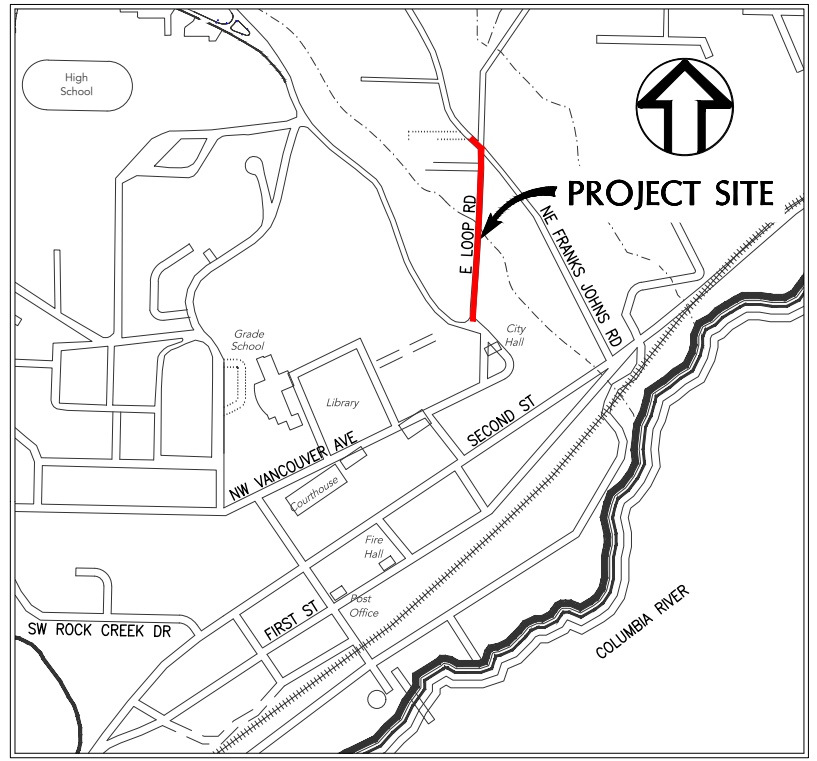 High
School
PROJECT SITE
E LOOP RD
NE FRANKS JOHNS RD
Grade
School
City
Hall
Library
SECOND ST
NW VANCOUVER AVE
Courthouse
Fire
Hall
Post
Office
FIRST ST
SW ROCK CREEK DR
COLUMBIA RIVER